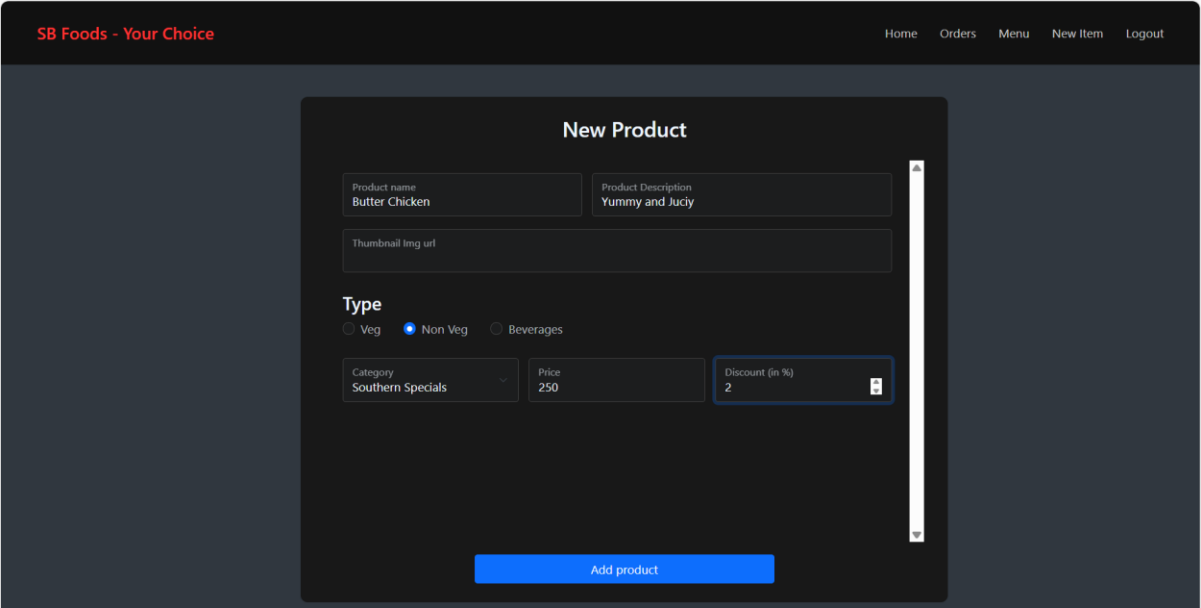 SB Foods - Your Choice
Home Orders Menu New Item Logout
New Product
Product name
Butter Chicken
Product Description
Yummy and Juciy
Thumbnail Img url
Type
Veg Non Veg Beverages
Category
Southern Specials
Price
250
Discount (in %)
2
Add product